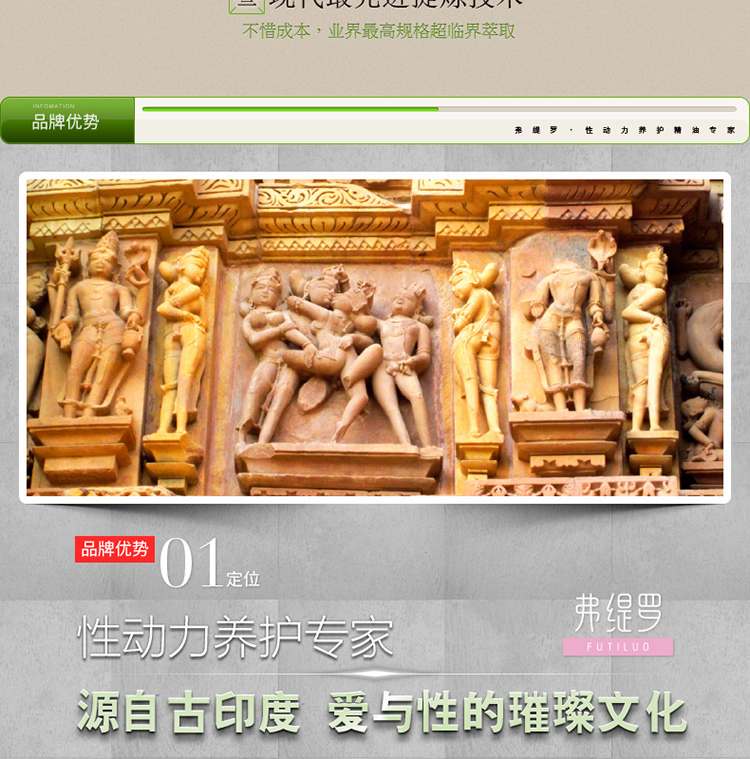 三 现代最先进提炼技术
不惜成本，业界最高规格超临界萃取
INFOMATION
品牌优势
弗缇罗·性动力养护精油专家
品牌优势 01 定位
性动力养护专家
弗缇罗
FUTILUO
源自古印度 爱与性的璀璨文化